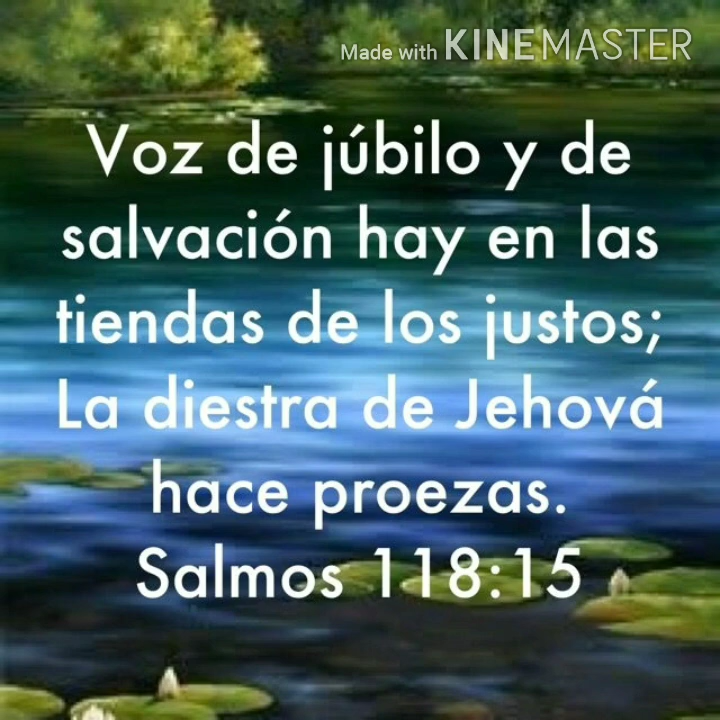 Made with KINEMASTER
Voz de júbilo y de
salvación hay en las
tiendas de los justos;
La diestra de Jehová
hace proezas.
Salmos 118:15